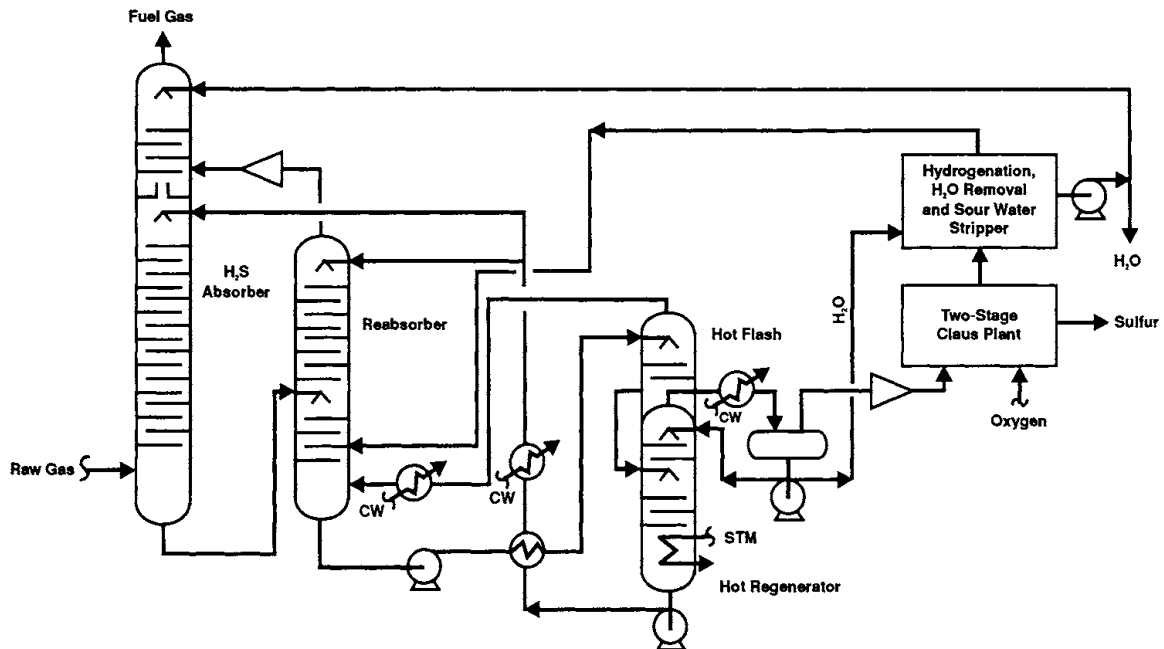 Fuel Gas
Hydrogenation,
H₂O Removal
and Sour Water
Stripper
H₂O
H₂S
Absorber
Reabsorber
Hot Flash
H₂O
Two-Stage
Claus Plant
Sulfur
CW
Oxygen
Raw Gas
CW
CW
STM
Hot Regenerator